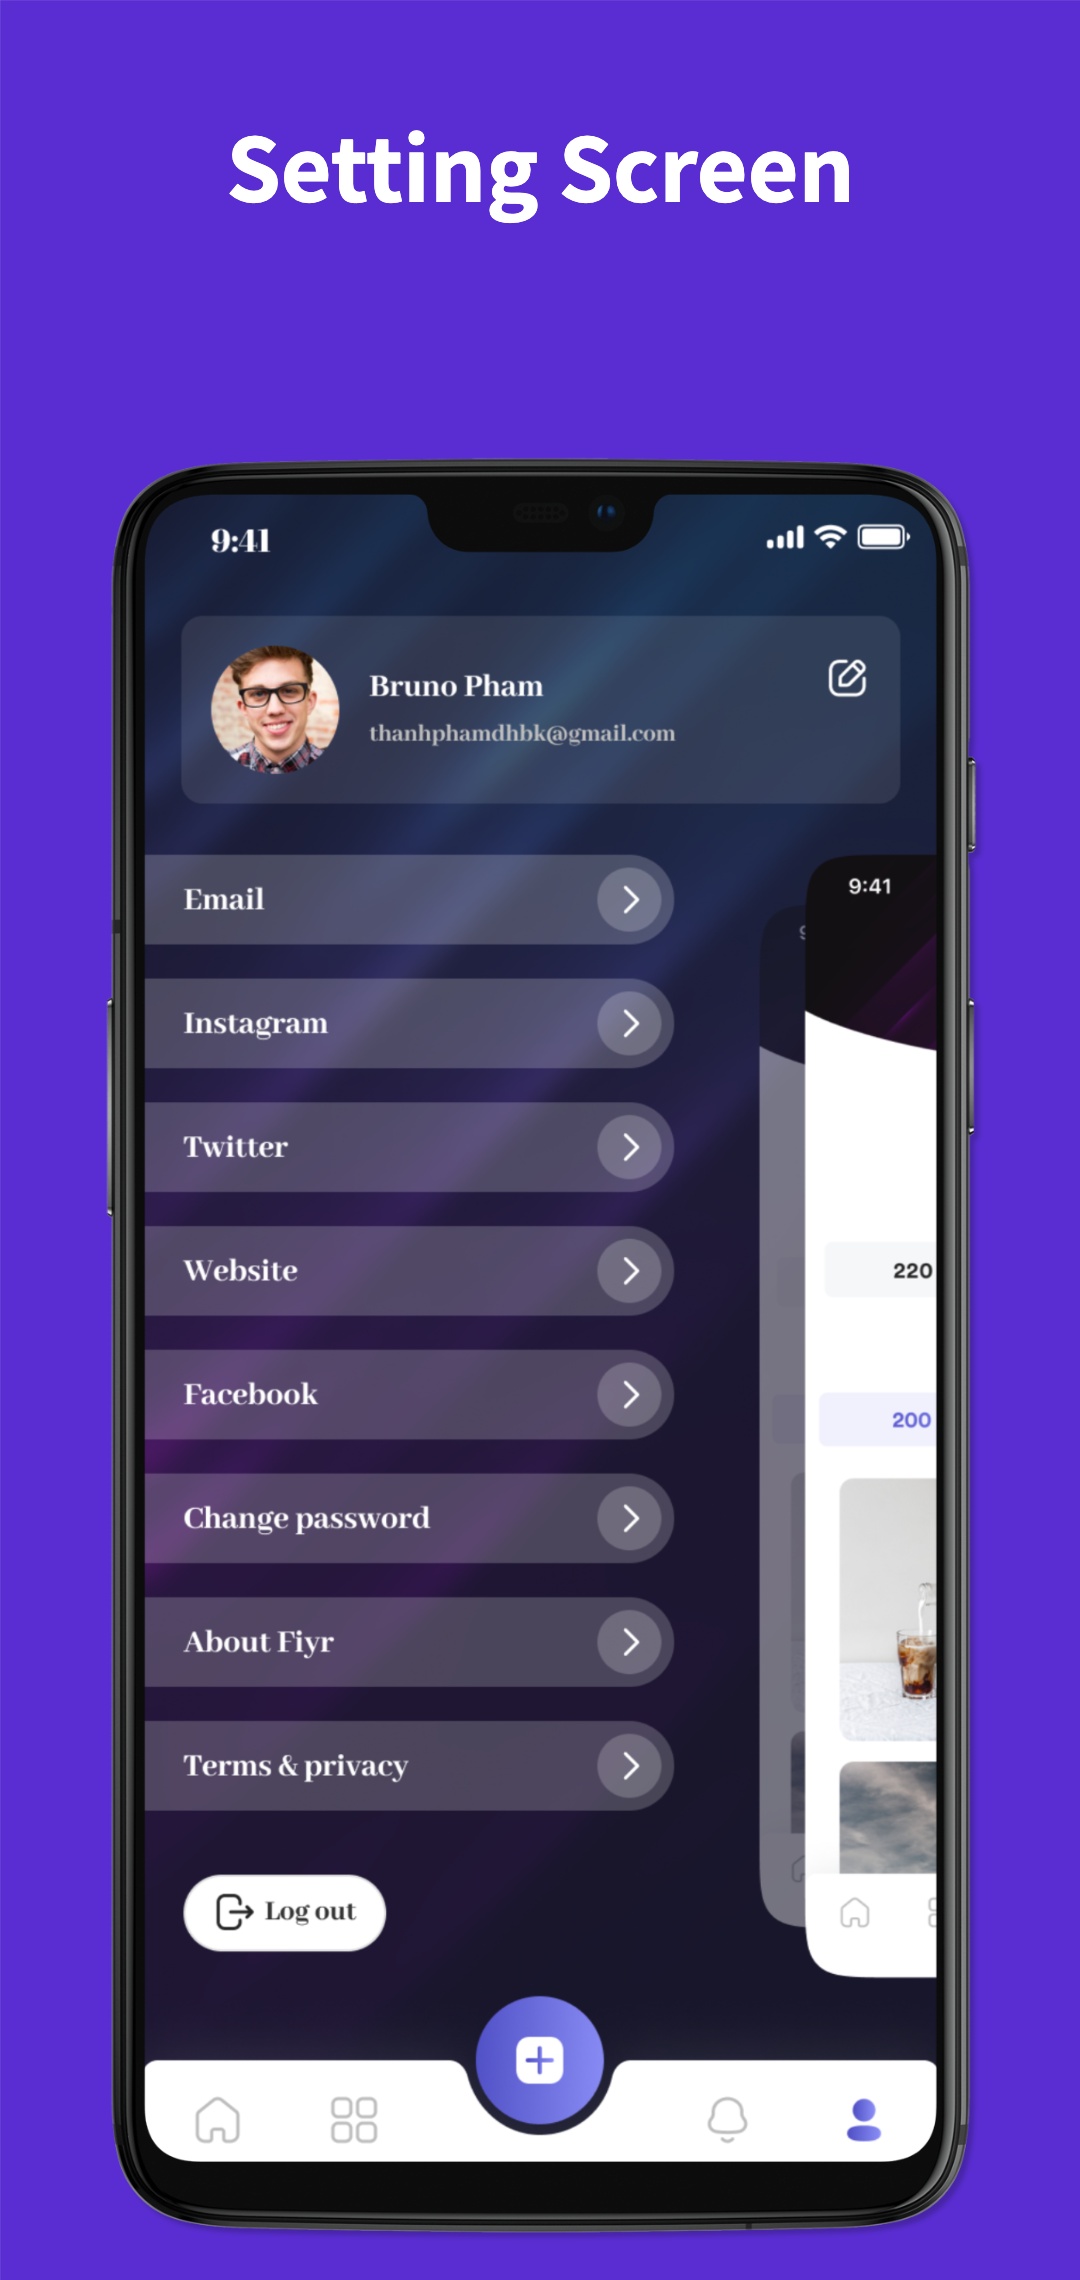 Setting Screen
9:41
Bruno Pham
thanhphamdhbk@gmail.com
Email
9:41
9
Instagram
Twitter
220
Website
Facebook
200
Change password
About Fiyr
Terms & privacy
Log out